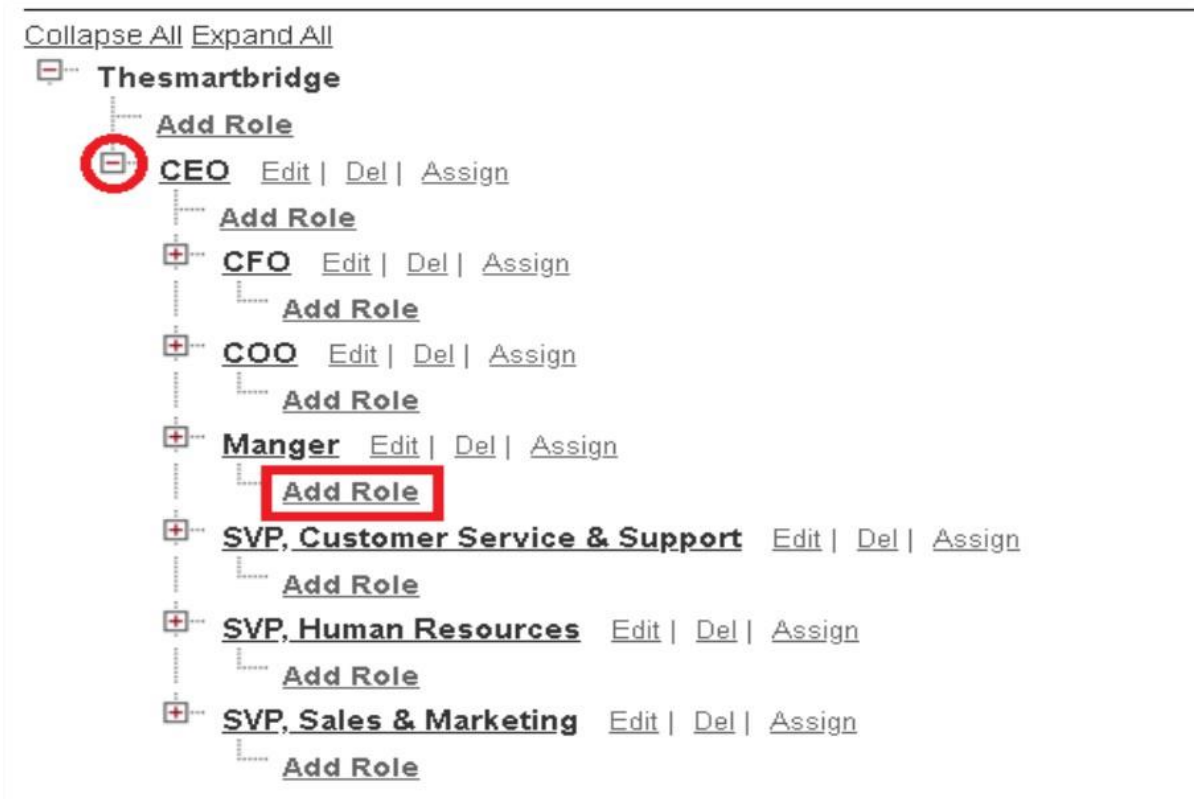 Collapse All Expand All
Thesmartbridge
Add Role
CEO Edit | Del | Assign
Add Role
CFO Edit | Del | Assign
Add Role
COO Edit | Del | Assign
Add Role
Manger Edit | Del | Assign
Add Role
SVP, Customer Service & Support Edit | Del | Assign
Add Role
SVP, Human Resources Edit | Del | Assign
Add Role
SVP, Sales & Marketing Edit | Del | Assign
Add Role